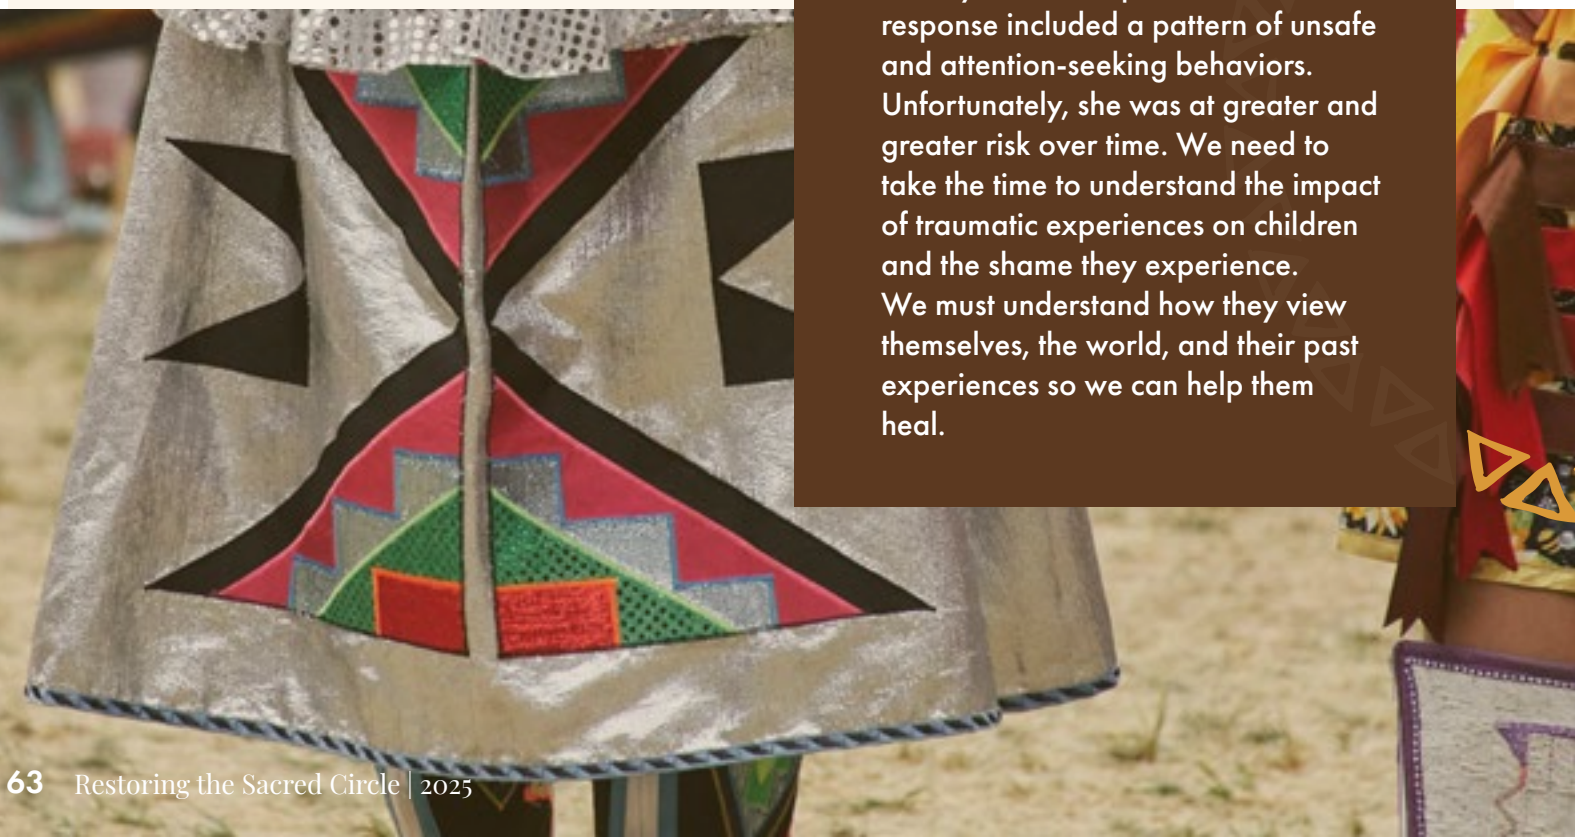 response included a pattern of unsafe
and attention-seeking behaviors.
Unfortunately, she was at greater and
greater risk over time. We need to
take the time to understand the impact
of traumatic experiences on children
and the shame they experience.
We must understand how they view
themselves, the world, and their past
experiences so we can help them
heal.
63 Restoring the Sacred Circle | 2025